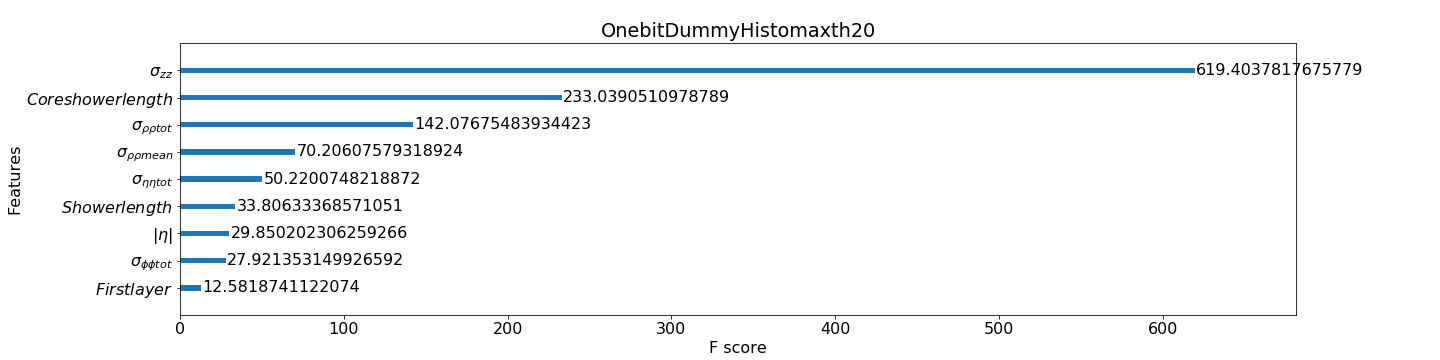 OnebitDummyHistomaxth20
σzz 619.4037817675779
Coreshowerlength 233.0390510978789
σρρtot 142.07675483934423
σρρmean 70.20607579318924
σηηtot 50.2200748218872
Showerlength 33.80633368571051
|η| 29.850202306259266
σϕϕtot 27.921353149926592
Firstlayer 12.5818741122074
Features
0 100 200 300 400 500 600
F score